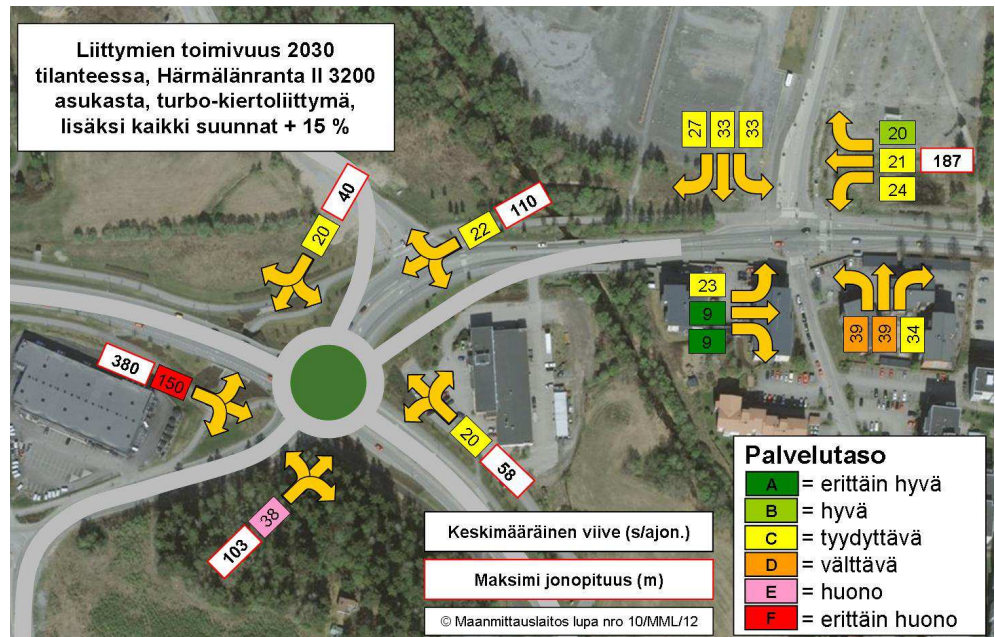 Liittymien toimivuus 2030
tilanteessa, Härmälänranta II 3200
asukasta, turbo-kiertoliittymä,
lisäksi kaikki suunnat + 15 %
27
33
33
20
21
187
24
40
20
22
110
23
9
9
39
39
34
380
150
20
58
38
103
Keskimääräinen viive (s/ajon.)
Maksimi jonopituus (m)
© Maanmittauslaitos lupa nro 10/MML/12
Palvelutaso
A = erittäin hyvä
B = hyvä
C = tyydyttävä
D = välttävä
E = huono
F = erittäin huono